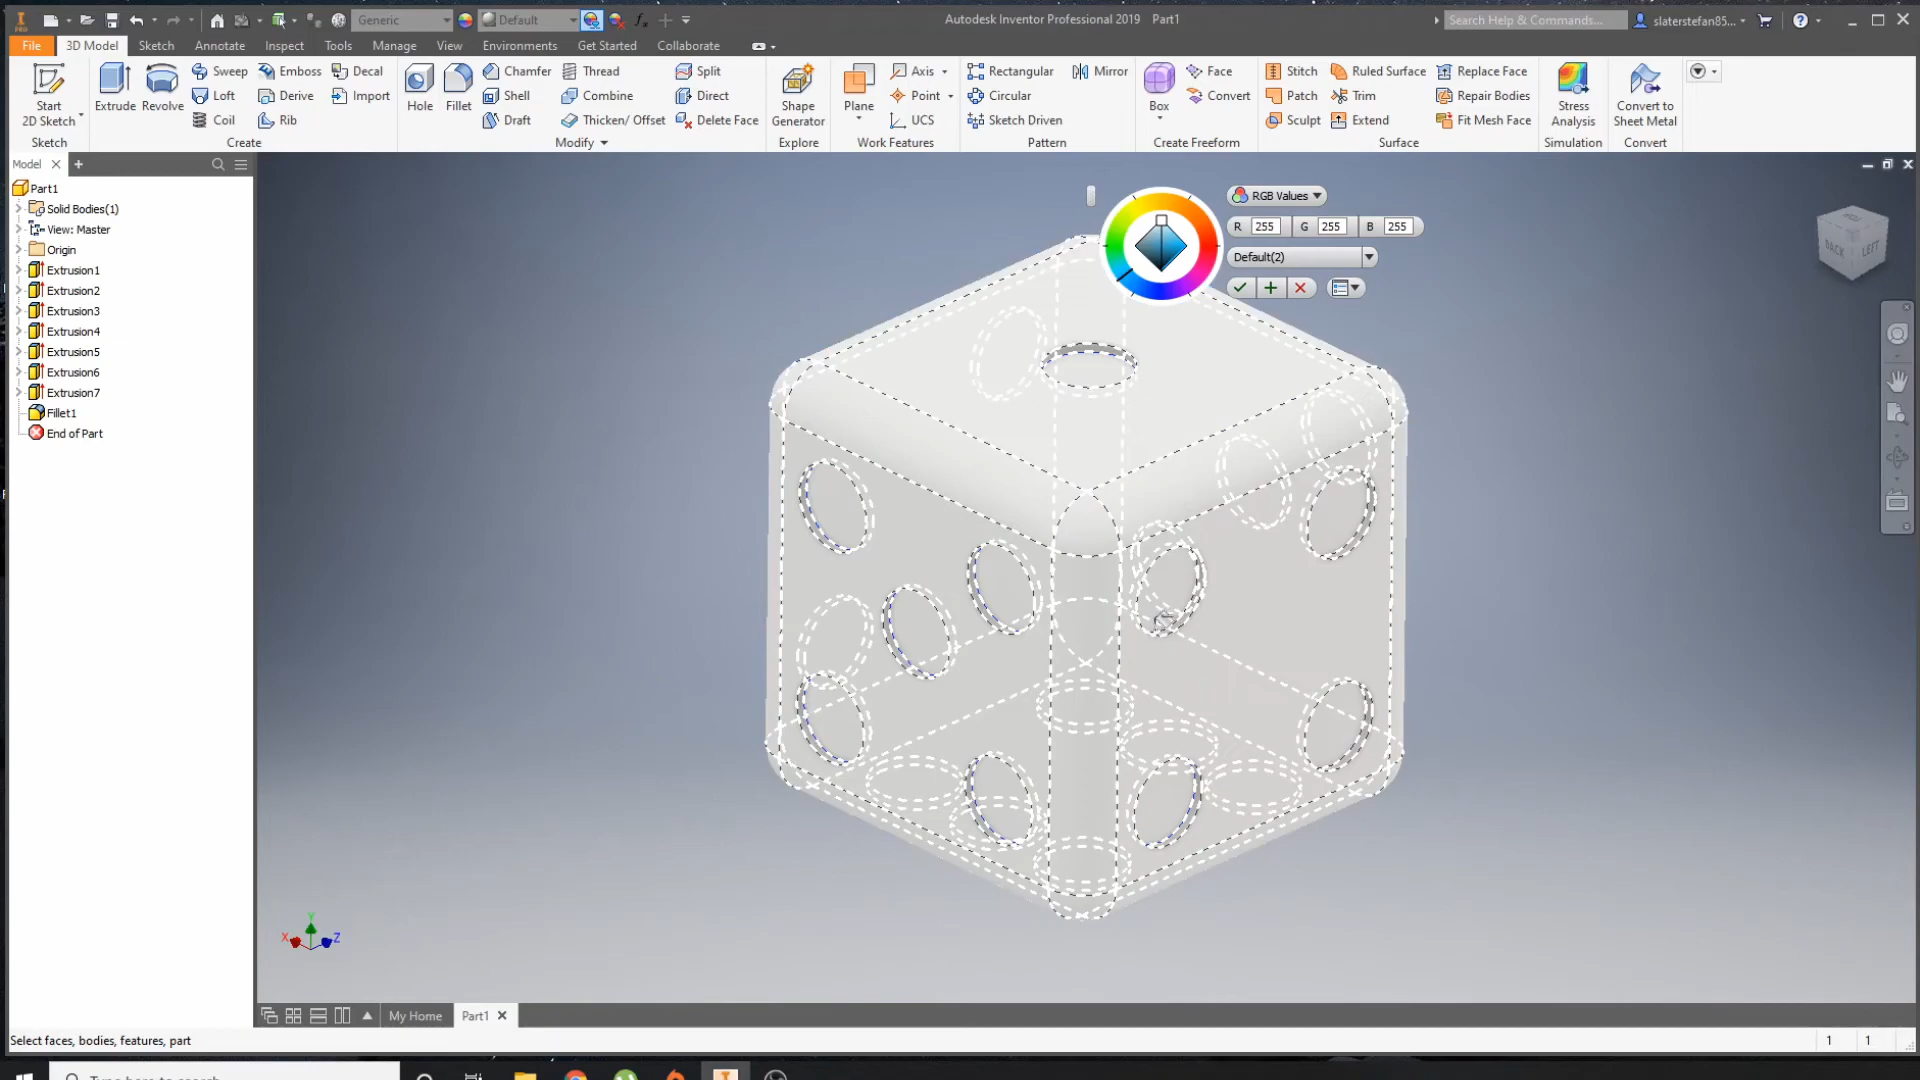 Generic
Default
Autodesk Inventor Professional 2019 Part1
Search Help & Commands...
slaterstefan85...
File
3D Model
Sketch
Annotate
Inspect
Tools
Manage
View
Environments
Get Started
Collaborate
Start
2D Sketch
Sketch
Extrude
Revolve
Sweep
Loft
Coil
Emboss
Derive
Rib
Decal
Import
Create
Hole
Fillet
Chamfer
Shell
Draft
Thread
Combine
Thicken/ Offset
Split
Direct
Delete Face
Modify
Shape
Generator
Explore
Plane
Axis
Point
UCS
Work Features
Rectangular
Circular
Sketch Driven
Mirror
Pattern
Box
Face
Convert
Create Freeform
Stitch
Patch
Sculpt
Ruled Surface
Trim
Extend
Replace Face
Repair Bodies
Fit Mesh Face
Surface
Stress
Analysis
Simulation
Convert to
Sheet Metal
Convert
Model
Part1
Solid Bodies(1)
View: Master
Origin
Extrusion1
Extrusion2
Extrusion3
Extrusion4
Extrusion5
Extrusion6
Extrusion7
Fillet1
End of Part
RGB Values
R 255 G 255 B 255
Default(2)
BACK
LEFT
Y
X
Z
My Home
Part1
Select faces, bodies, features, part
1 1
Type here to search